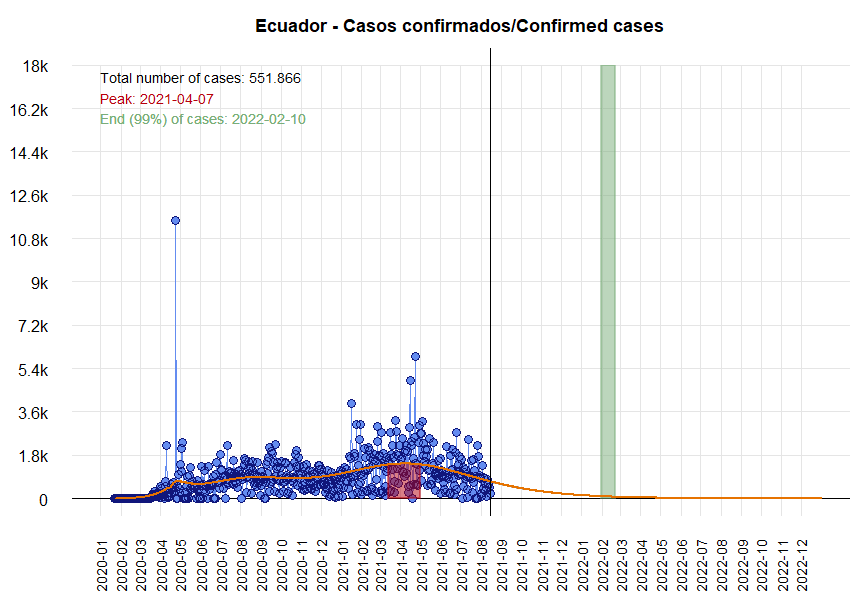 Ecuador - Casos confirmados/Confirmed cases
18k
16.2k
14.4k
12.6k
10.8k
9k
7.2k
5.4k
3.6k
1.8k
0
Total number of cases: 551.866
Peak: 2021-04-07
End (99%) of cases: 2022-02-10
2020-01
2020-02
2020-03
2020-04
2020-05
2020-06
2020-07
2020-08
2020-09
2020-10
2020-11
2020-12
2021-01
2021-02
2021-03
2021-04
2021-05
2021-06
2021-07
2021-08
2021-09
2021-10
2021-11
2021-12
2022-01
2022-02
2022-03
2022-04
2022-05
2022-06
2022-07
2022-08
2022-09
2022-10
2022-11
2022-12